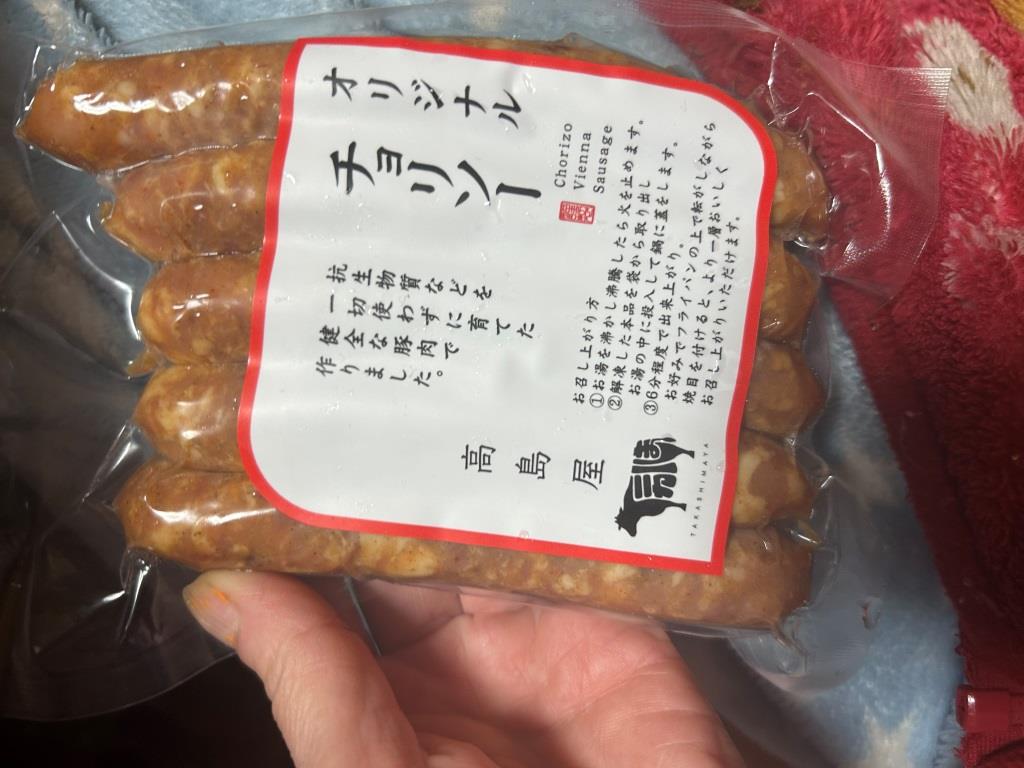 オリジナル
チョリソー
Chorizo
Vienna
Sausage
抗生物質などを
一切使わずに育てた
健全な豚肉で
作りました。
お召し上がり方
①お湯を沸かし沸騰したら火を止めます。
②解凍した本品を袋から取り出し
お湯の中に投入して鍋に蓋をします。
③6分程度で出来上がり。
お好みでフライパンの上で転がしながら
焼目を付けると、より一層おいしく
お召し上がりいただけます。
高島屋
TAKASHIMAYA